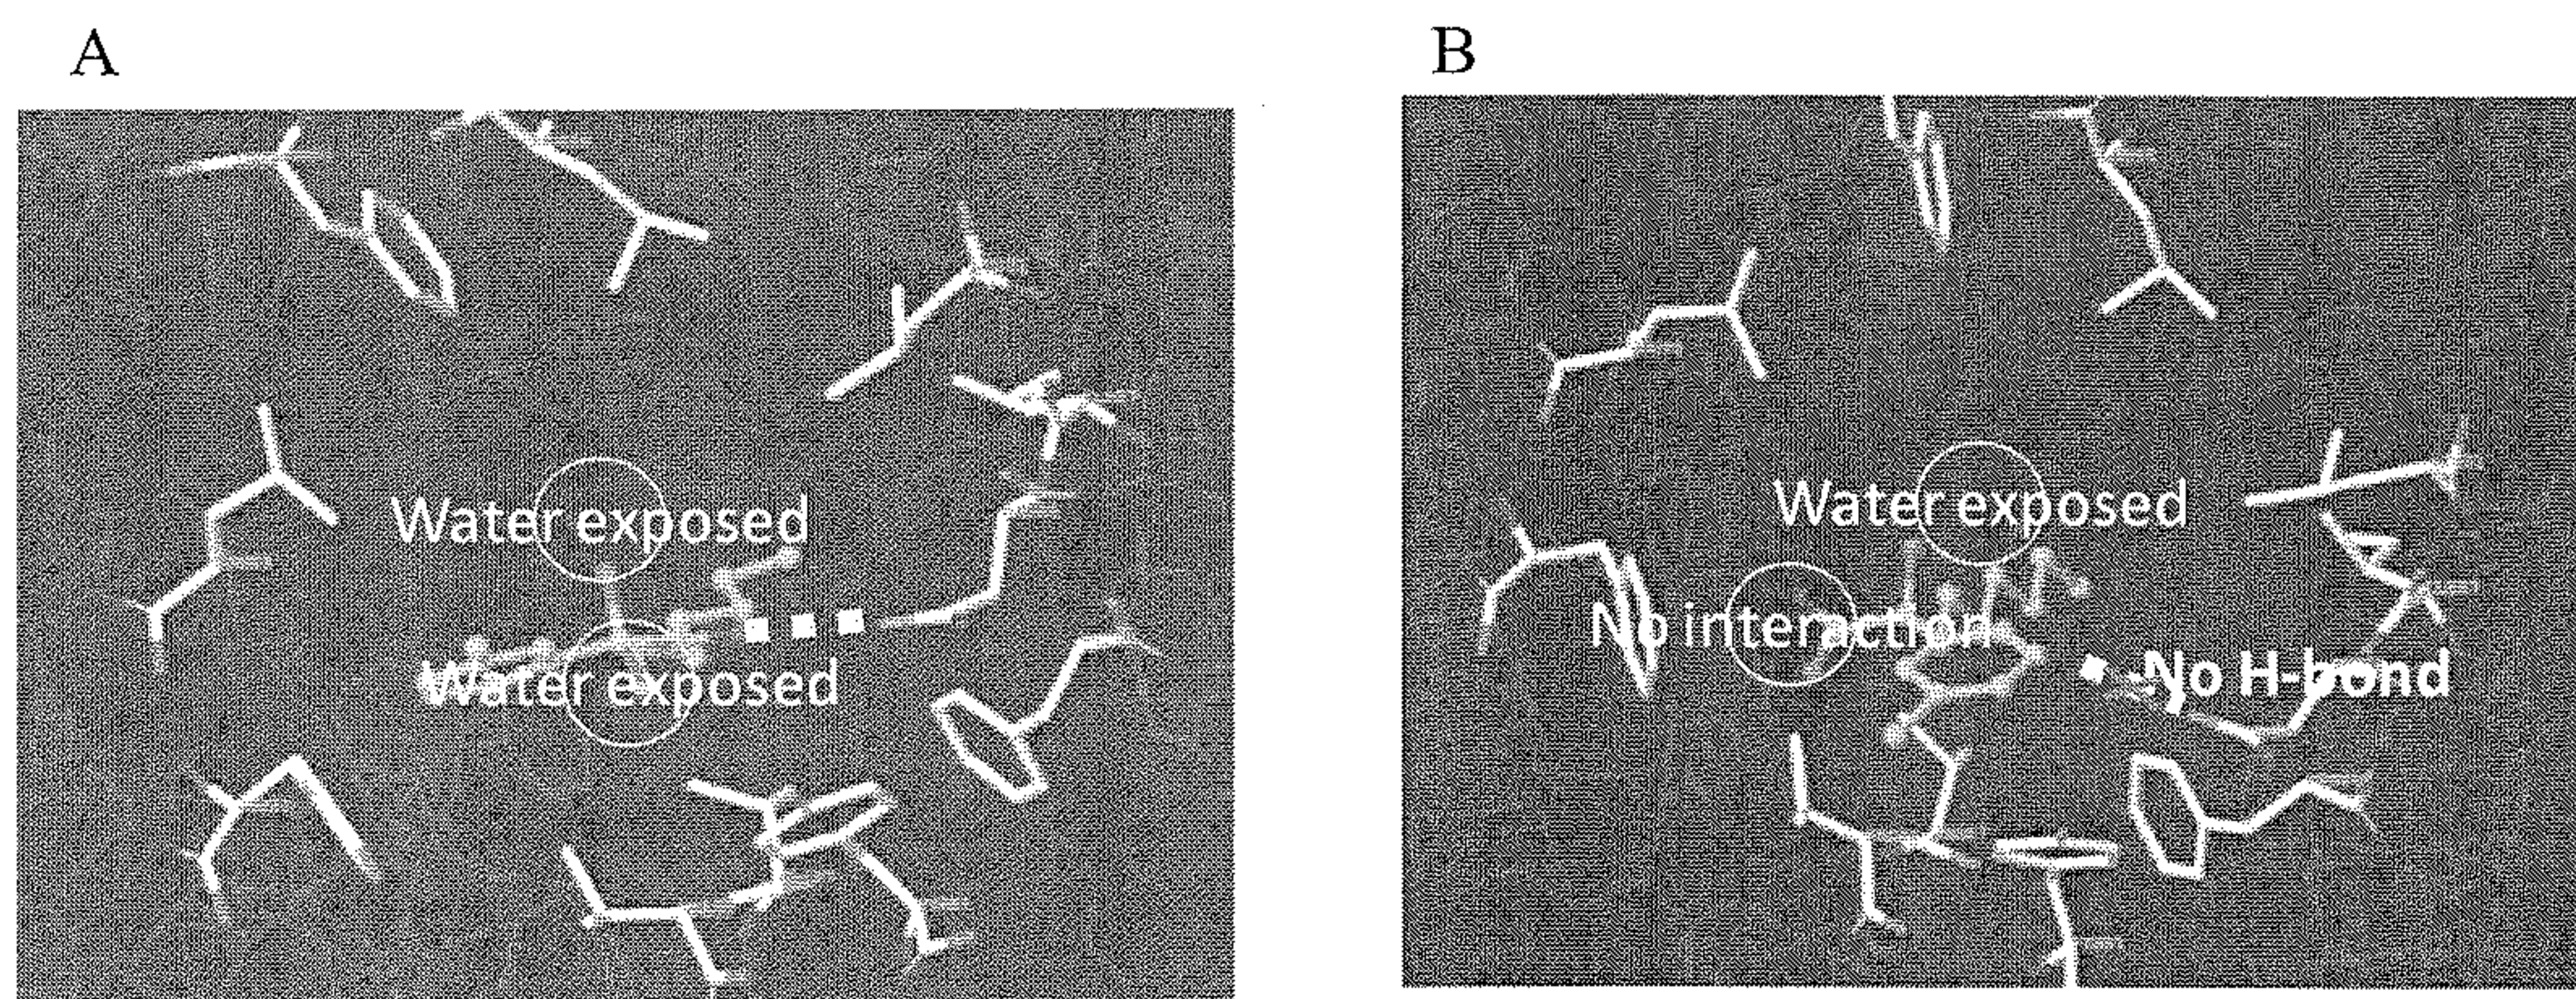 A
B
Water exposed
Water exposed
Water exposed
No interaction
No H-bond